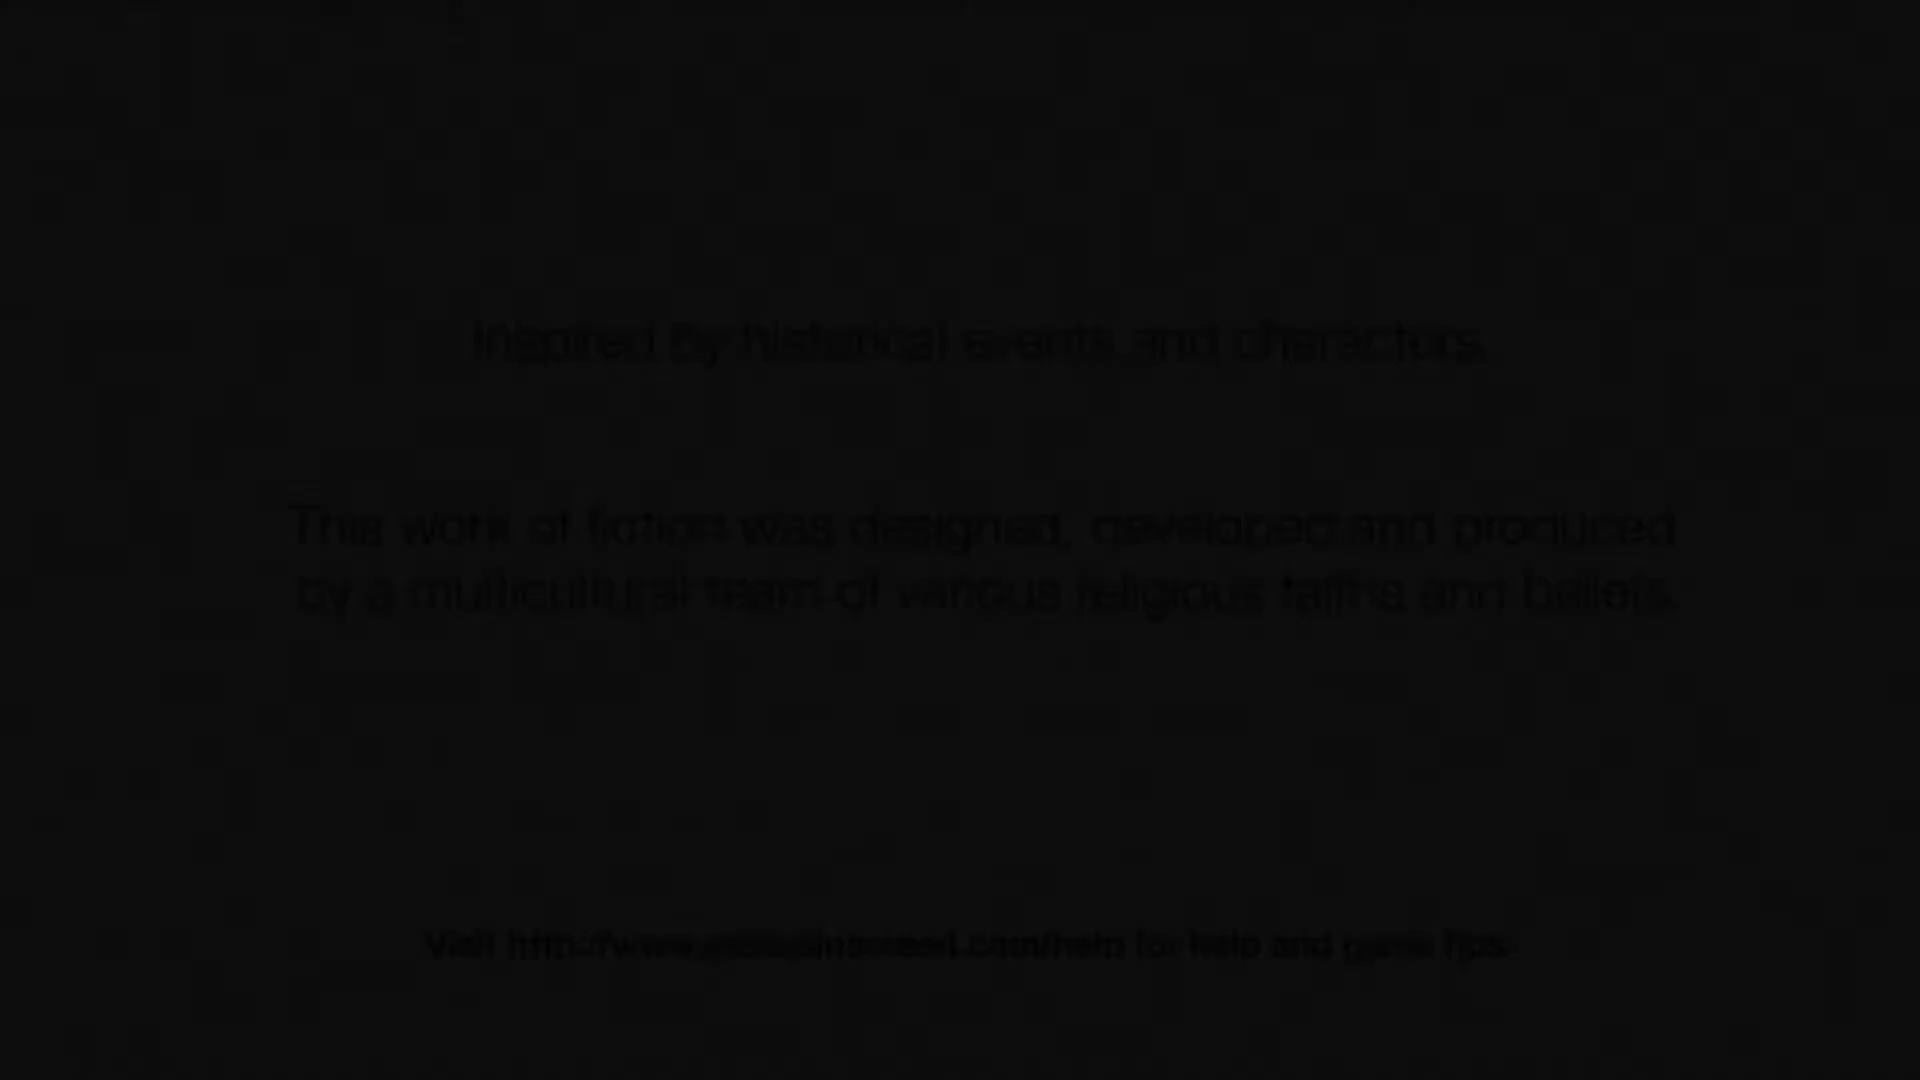 Inspired by historical events and characters.
This work of fiction was designed, developed and produced
by a multicultural team of various religious faiths and beliefs.
Visit http://www.assassinscreed.com/help for help and game tips.